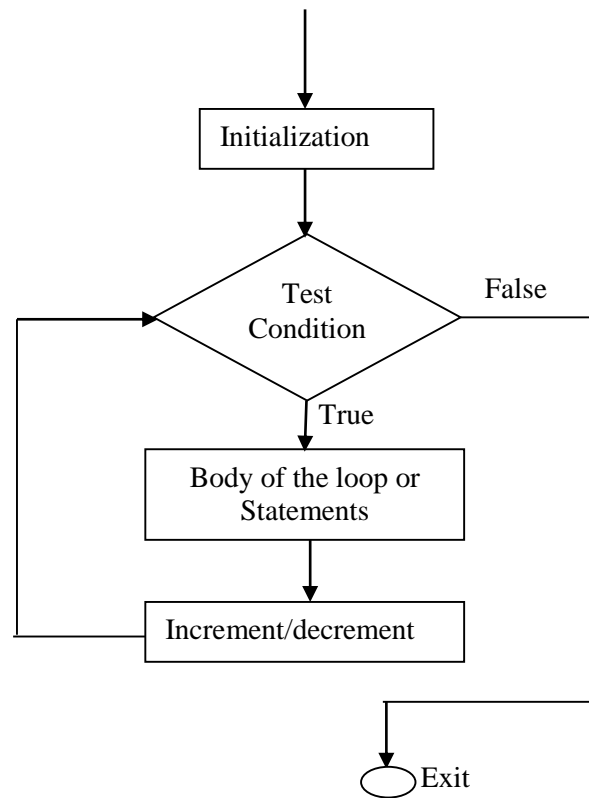 Initialization
Test
Condition
False
True
Body of the loop or
Statements
Increment/decrement
Exit